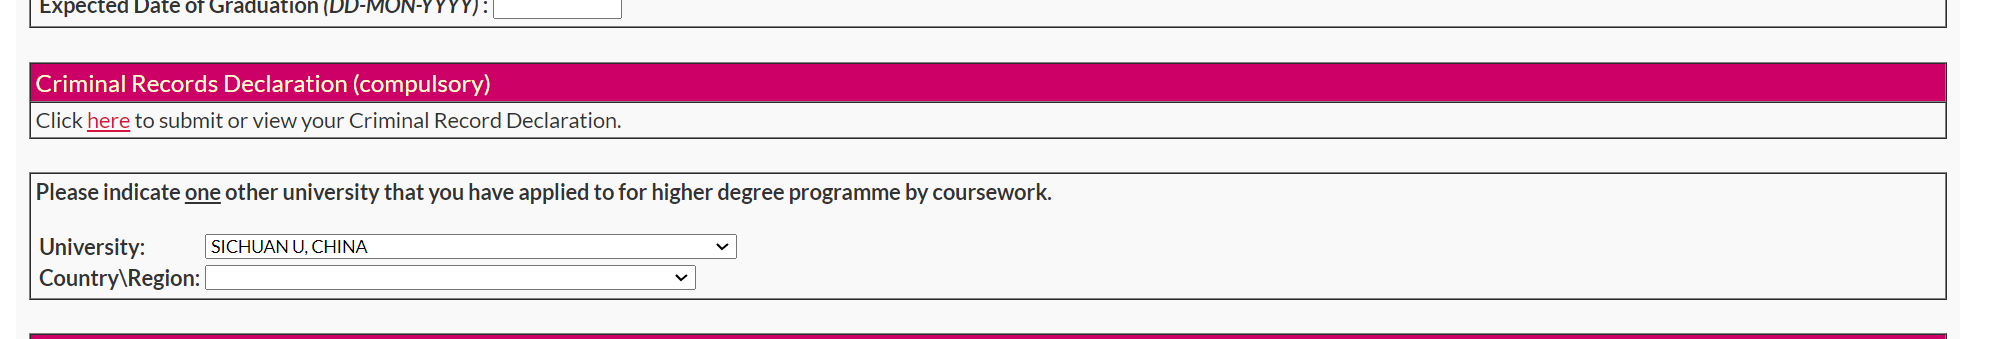 Expected Date of Graduation (DD-MON-YYYY) :
Criminal Records Declaration (compulsory)
Click here to submit or view your Criminal Record Declaration.
Please indicate one other university that you have applied to for higher degree programme by coursework.
University: SICHUAN U, CHINA
Country\Region: